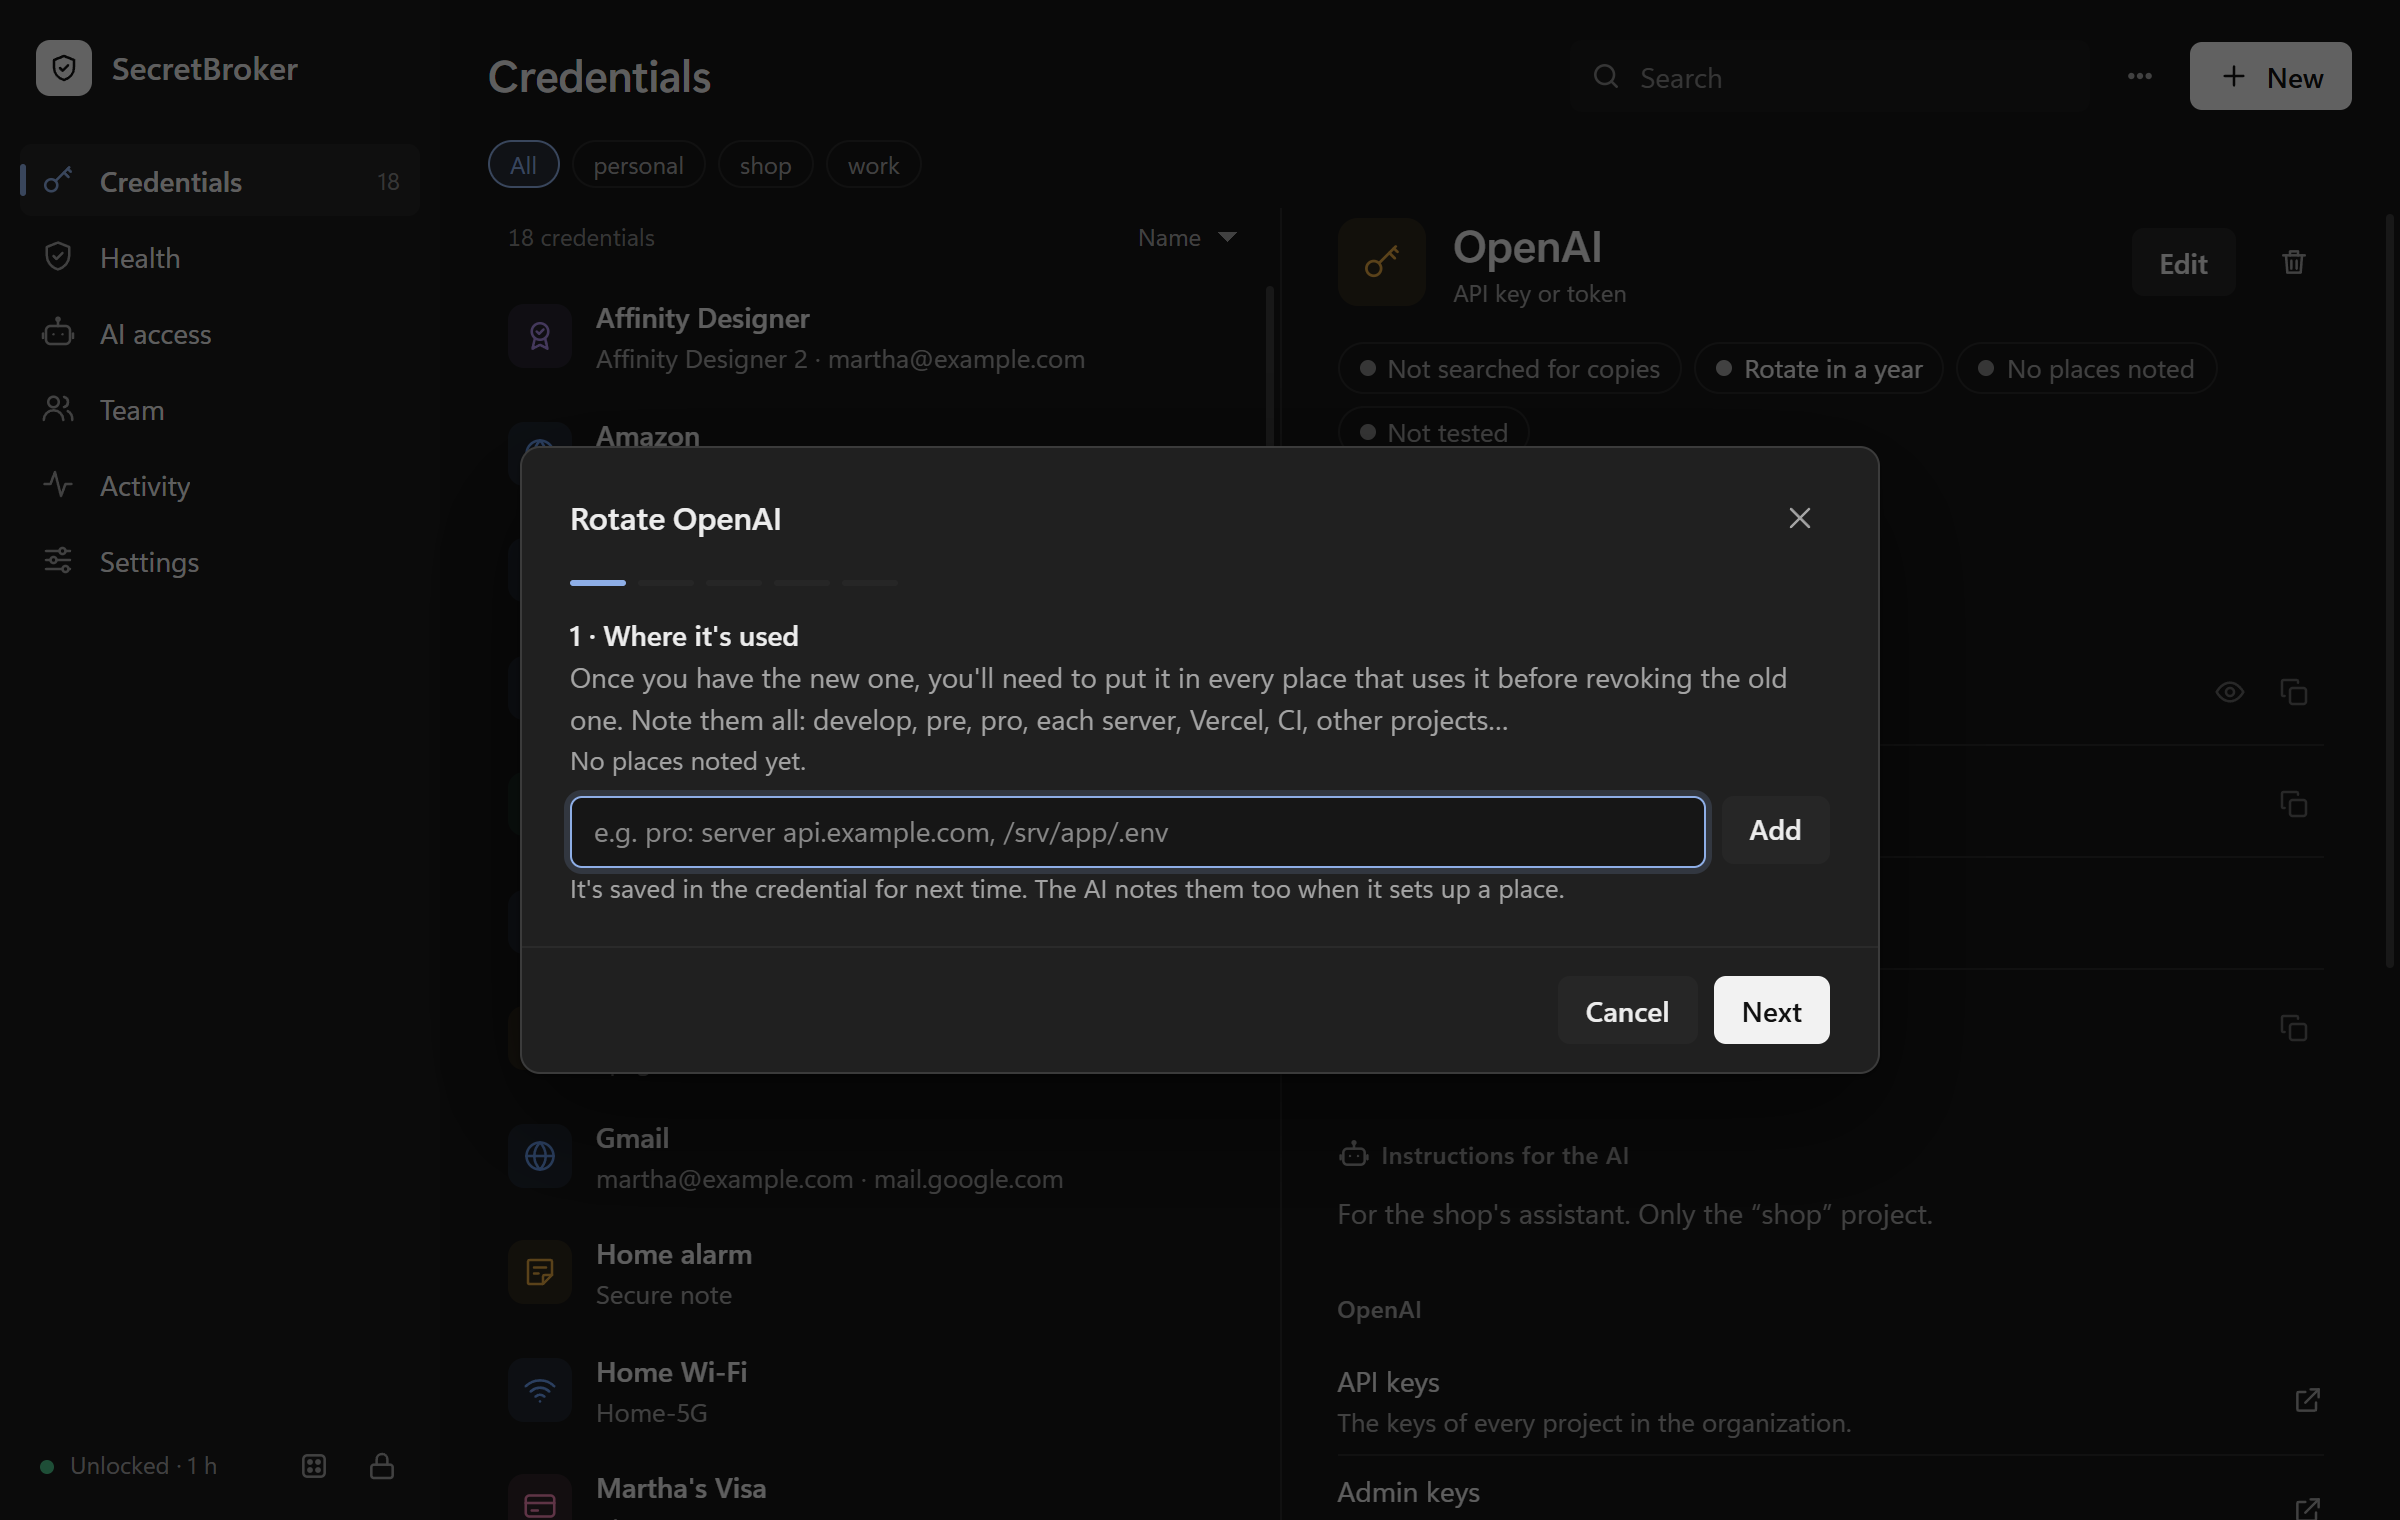 SecretBroker
Credentials
18
Health
AI access
Team
Activity
Settings
Unlocked · 1 h
Credentials
Search
New
All
personal
shop
work
18 credentials
Name
Affinity Designer
Affinity Designer 2 · martha@example.com
Amazon
Gmail
martha@example.com · mail.google.com
Home alarm
Secure note
Home Wi-Fi
Home-5G
Martha's Visa
OpenAI
API key or token
Edit
Not searched for copies
Rotate in a year
No places noted
Not tested
Rotate OpenAI
1 · Where it's used
Once you have the new one, you'll need to put it in every place that uses it before revoking the old
one. Note them all: develop, pre, pro, each server, Vercel, CI, other projects...
No places noted yet.
e.g. pro: server api.example.com, /srv/app/.env
Add
It's saved in the credential for next time. The AI notes them too when it sets up a place.
Cancel
Next
Instructions for the AI
For the shop's assistant. Only the “shop” project.
OpenAI
API keys
The keys of every project in the organization.
Admin keys